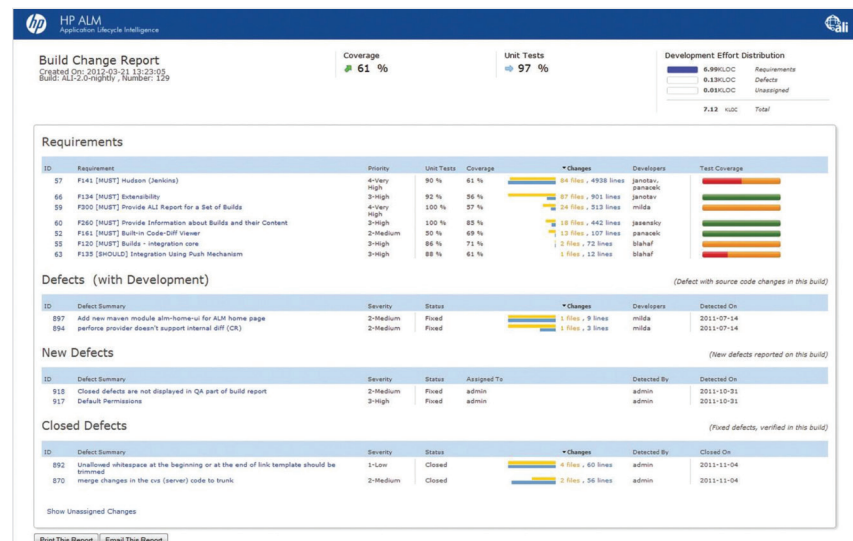 HP ALM
Application Lifecycle Intelligence
ali
Build Change Report
Created On: 2012-03-21 13:23:05
Build: ALI-2.0-nightly , Number: 129
Coverage
61 %
Unit Tests
97 %
Development Effort Distribution
6.99KLOC Requirements
0.13KLOC Defects
0.01KLOC Unassigned
7.12 KLOC Total
Requirements
ID Requirement Priority Unit Tests Coverage Changes Developers Test Coverage
57 F141 [MUST] Hudson (Jenkins) 4-Very High 90 % 61 % 84 files , 4938 lines janotav, panacek
66 F134 [MUST] Extensibility 3-High 92 % 56 % 87 files , 901 lines janotav
59 F300 [MUST] Provide ALI Report for a Set of Builds 4-Very High 100 % 57 % 24 files , 513 lines milda
60 F260 [MUST] Provide Information about Builds and their Content 3-High 100 % 85 % 18 files , 442 lines jasensky
52 F161 [MUST] Built-in Code-Diff Viewer 2-Medium 50 % 69 % 13 files , 107 lines panacek
55 F120 [MUST] Builds - integration core 3-High 86 % 71 % 2 files , 72 lines blahaf
63 F135 [SHOULD] Integration Using Push Mechanism 3-High 88 % 61 % 1 files , 12 lines blahaf
Defects (with Development)
(Defect with source code changes in this build)
ID Defect Summary Severity Status Changes Developers Detected On
897 Add new maven module alm-home-ui for ALM home page 2-Medium Fixed 1 files , 9 lines milda 2011-07-14
894 perforce provider doesn't support internal diff (CR) 2-Medium Fixed 1 files , 3 lines milda 2011-07-14
New Defects
(New defects reported on this build)
ID Defect Summary Severity Status Assigned To Detected By Detected On
918 Closed defects are not displayed in QA part of build report 2-Medium Fixed admin admin 2011-10-31
917 Default Permissions 3-High Fixed admin admin 2011-10-31
Closed Defects
(Fixed defects, verified in this build)
ID Defect Summary Severity Status Changes Detected By Closed On
892 Unallowed whitespace at the beginning or at the end of link template should be trimmed 1-Low Closed 4 files , 60 lines admin 2011-11-04
870 merge changes in the cvs (server) code to trunk 2-Medium Closed 2 files , 56 lines admin 2011-11-04
Show Unassigned Changes
Print This Report Email This Report